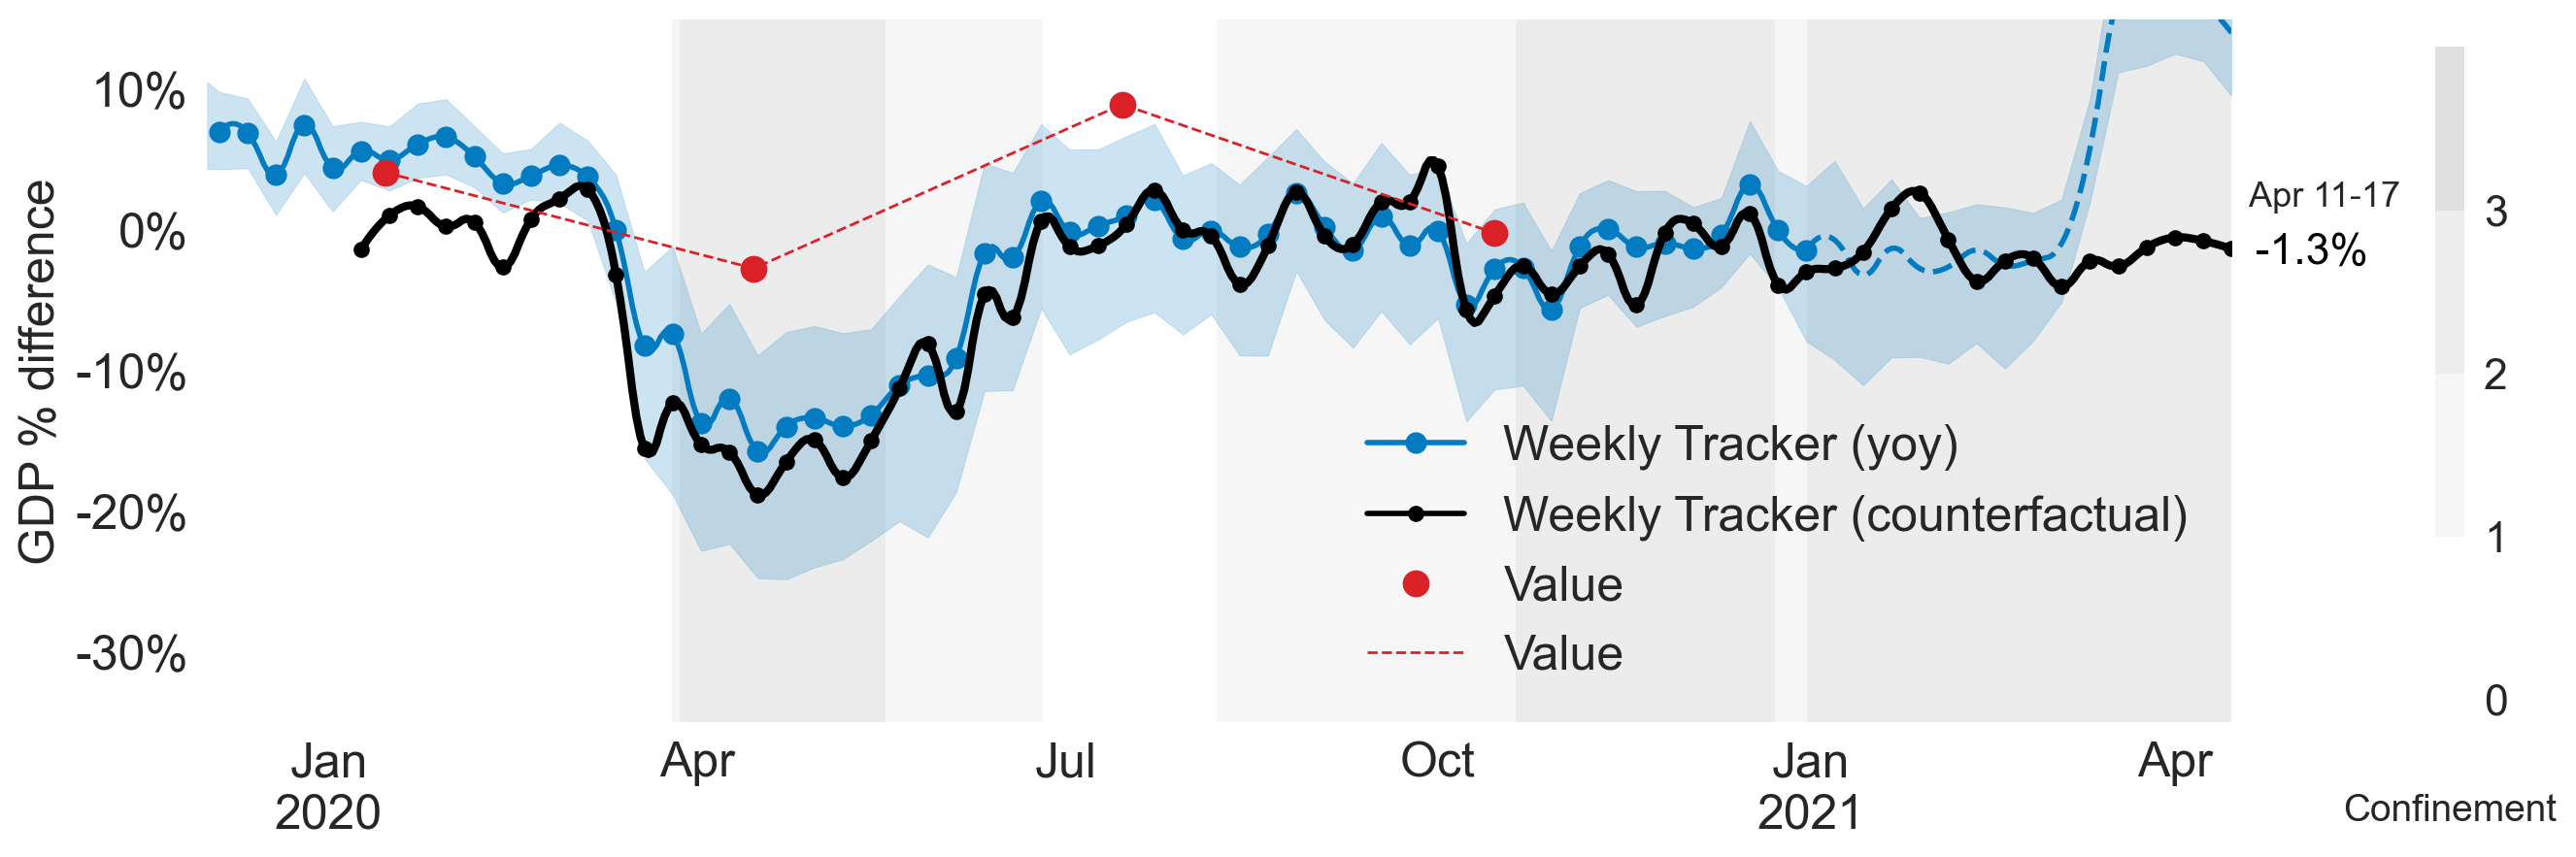 GDP % difference
10%
0%
-10%
-20%
-30%
Jan
2020
Apr
Jul
Oct
Jan
2021
Apr
Weekly Tracker (yoy)
Weekly Tracker (counterfactual)
Value
Value
Apr 11-17
-1.3%
3
2
1
0
Confinement